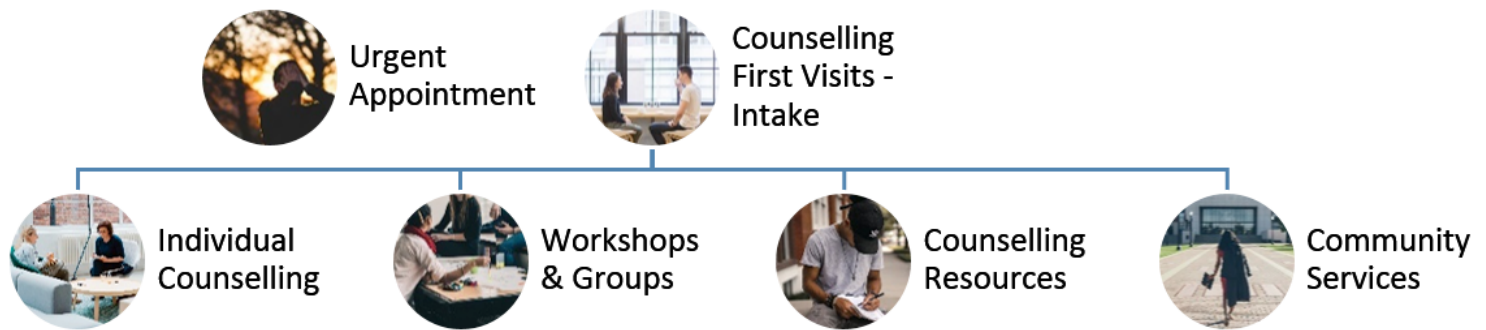 Urgent
Appointment
Counselling
First Visits -
Intake
Individual
Counselling
Workshops
& Groups
Counselling
Resources
Community
Services